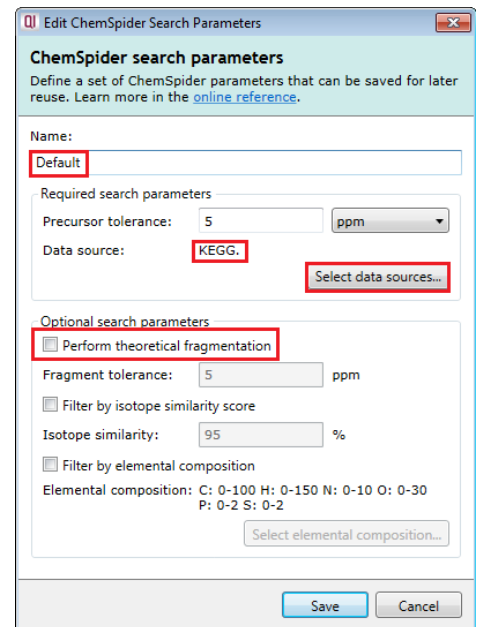 QI Edit ChemSpider Search Parameters
ChemSpider search parameters
Define a set of ChemSpider parameters that can be saved for later
reuse. Learn more in the online reference.
Name:
Default
Required search parameters
Precursor tolerance: 5 ppm
Data source: KEGG.
Select data sources...
Optional search parameters
Perform theoretical fragmentation
Fragment tolerance: 5 ppm
Filter by isotope similarity score
Isotope similarity: 95 %
Filter by elemental composition
Elemental composition: C: 0-100 H: 0-150 N: 0-10 O: 0-30
P: 0-2 S: 0-2
Select elemental composition...
Save Cancel